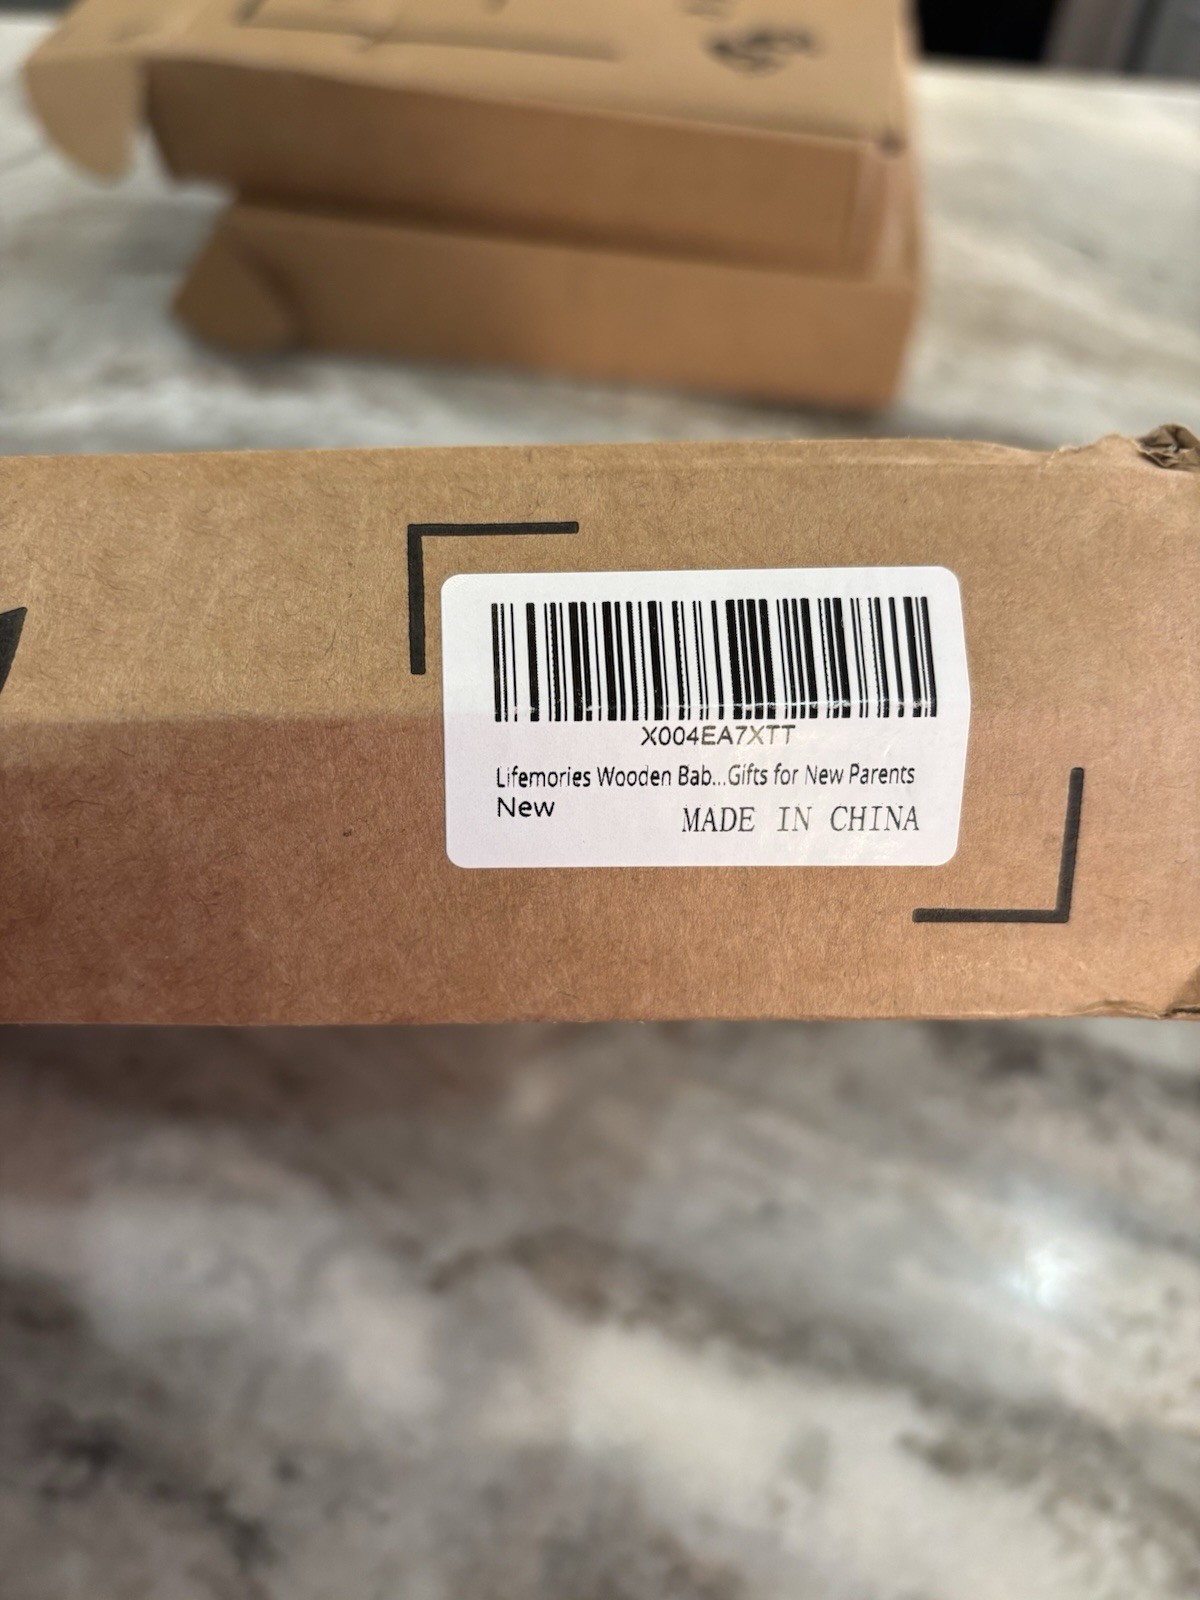 X004EA7XTT
Lifemories Wooden Bab...Gifts for New Parents
New
MADE IN CHINA